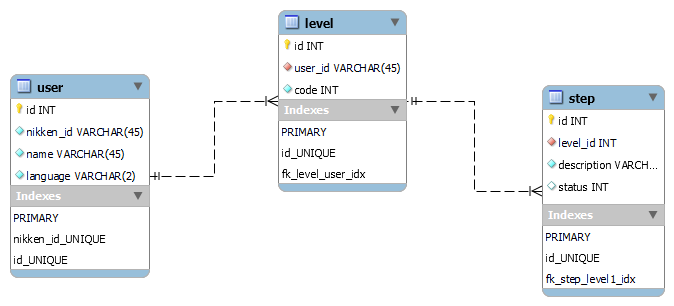 user
id INT
nikken_id VARCHAR(45)
name VARCHAR(45)
language VARCHAR(2)
Indexes
PRIMARY
nikken_id_UNIQUE
id_UNIQUE
level
id INT
user_id VARCHAR(45)
code INT
Indexes
PRIMARY
id_UNIQUE
fk_level_user_idx
step
id INT
level_id INT
description VARCH...
status INT
Indexes
PRIMARY
id_UNIQUE
fk_step_level1_idx